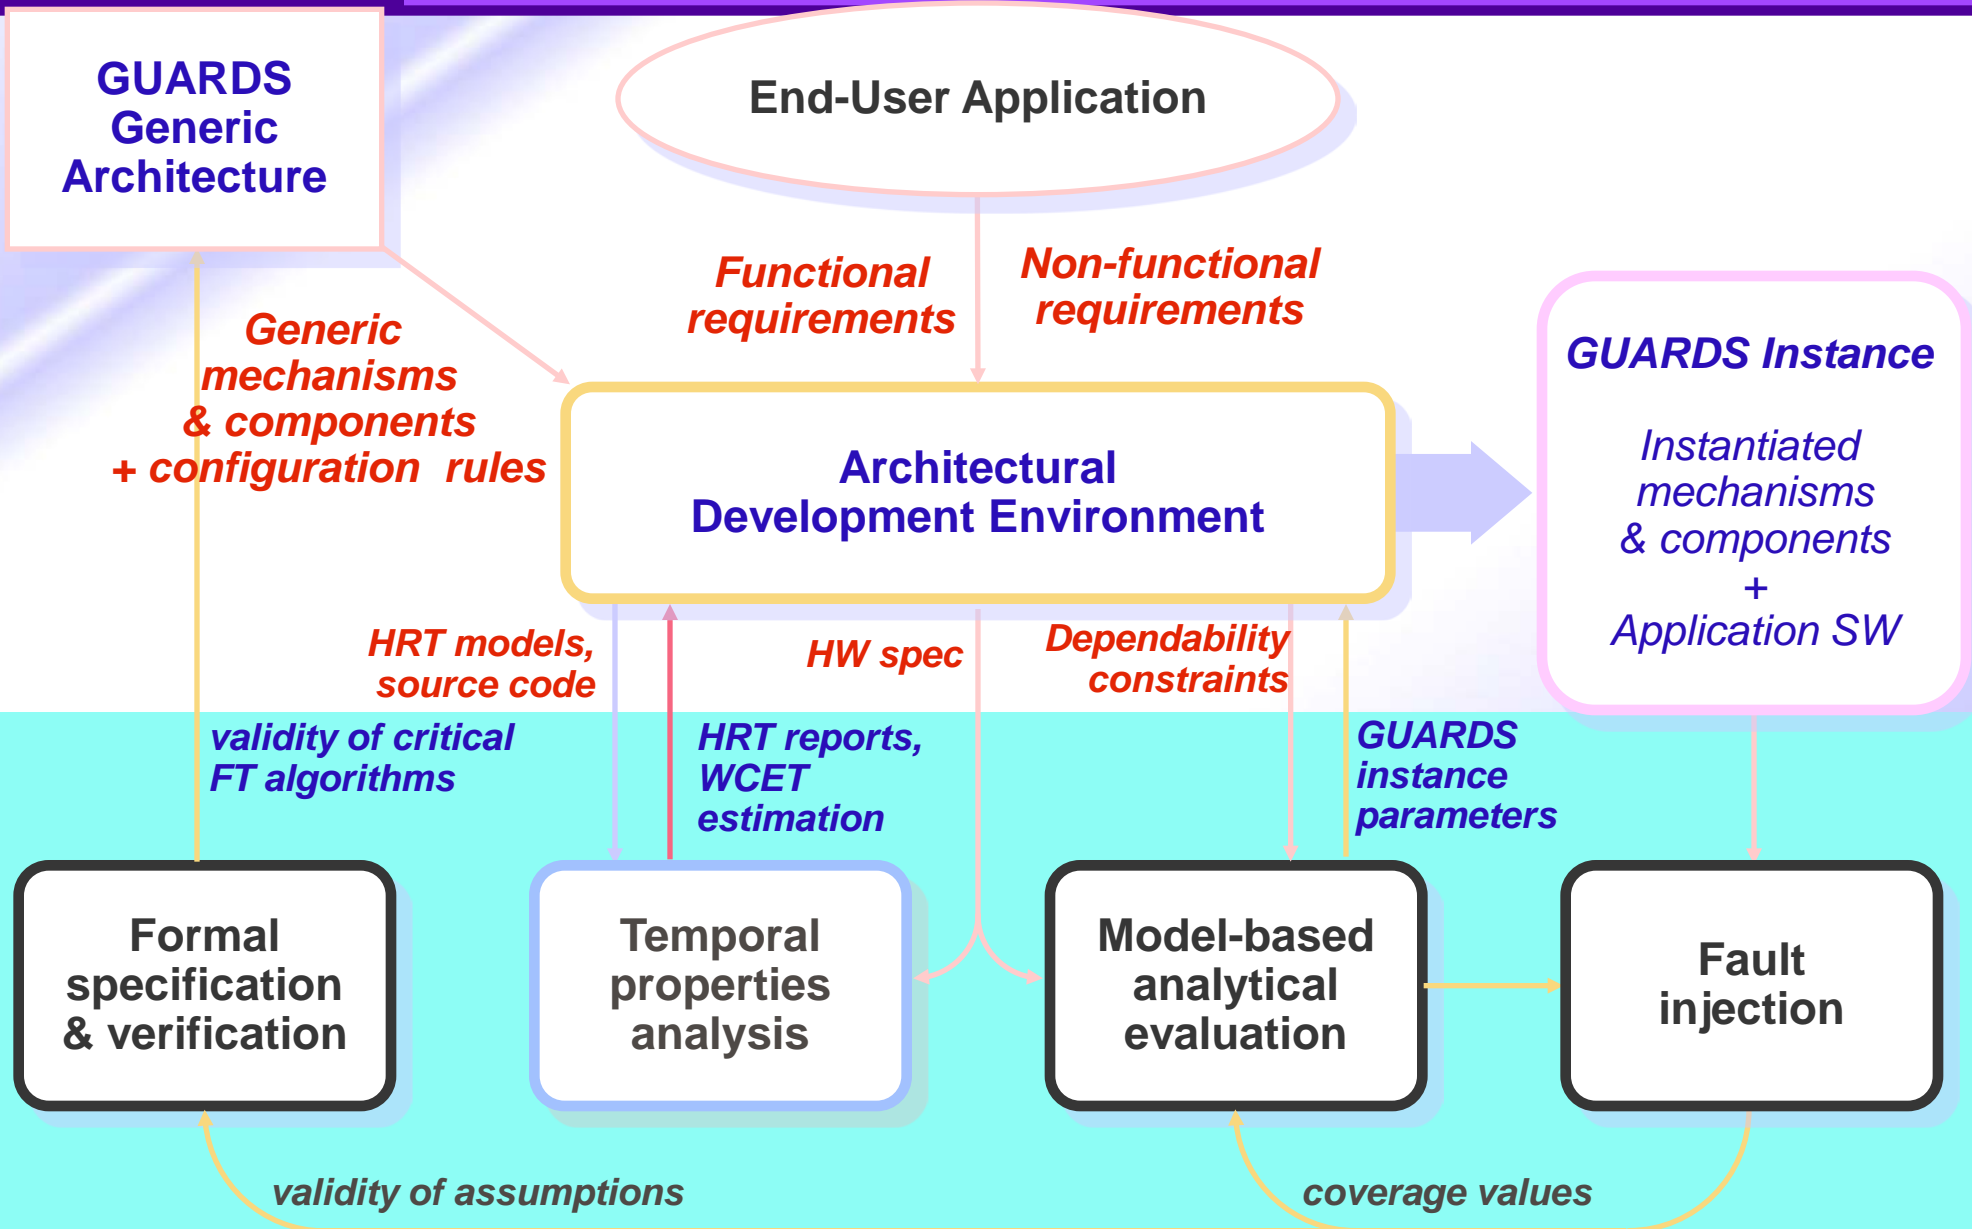 GUARDS
Generic
Architecture
End-User Application
Functional
requirements
Non-functional
requirements
Generic
mechanisms
& components
+ configuration rules
GUARDS Instance
Instantiated
mechanisms
& components
+
Application SW
Architectural
Development Environment
HRT models,
source code
HW spec
Dependability
constraints
validity of critical
FT algorithms
HRT reports,
WCET
estimation
GUARDS
instance
parameters
Formal
specification
& verification
Temporal
properties
analysis
Model-based
analytical
evaluation
Fault
injection
validity of assumptions
coverage values